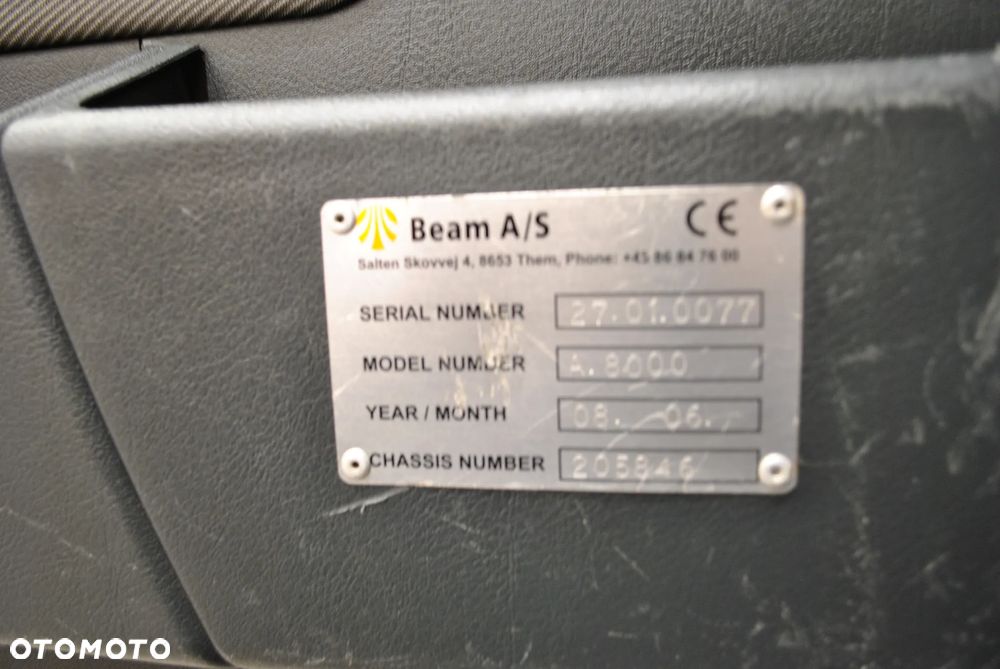 Beam A/S CE
Salten Skovvej 4, 8653 Them, Phone: +45 86 84 76 00
SERIAL NUMBER 27.01.0077
MODEL NUMBER A.8000
YEAR / MONTH 08. 06.
CHASSIS NUMBER 205846
OTOMOTO